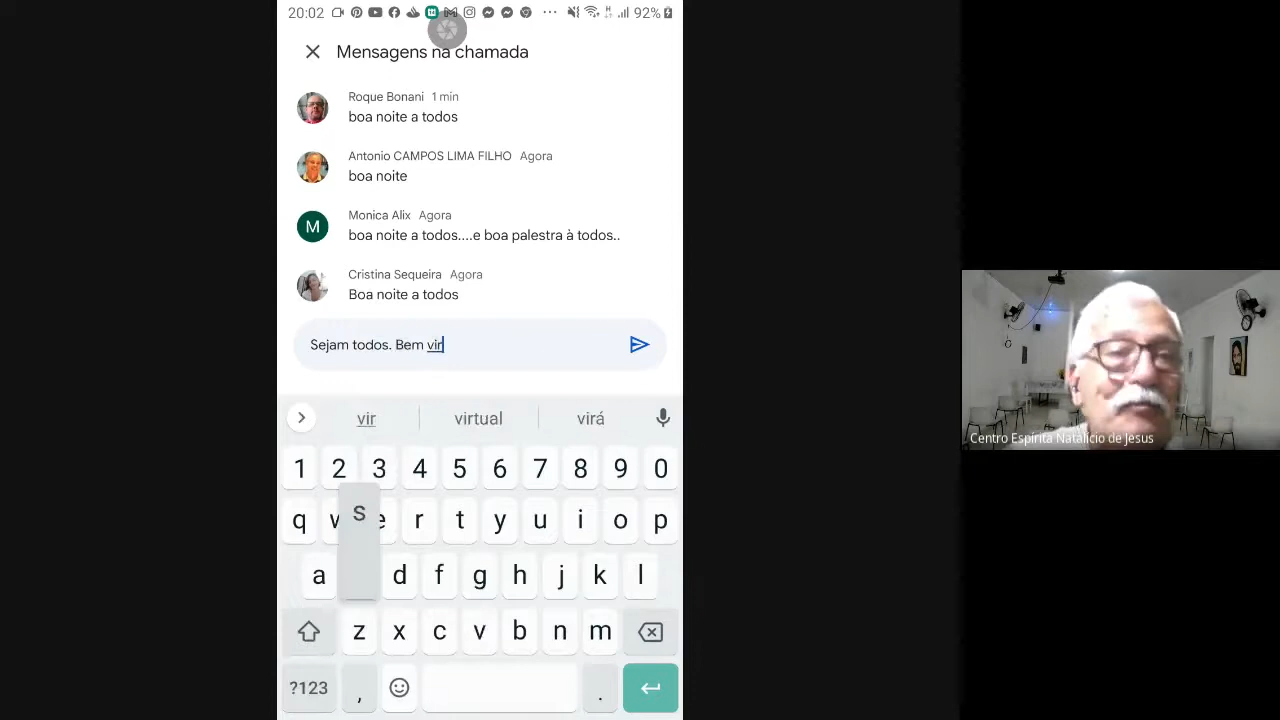 20:02 92%
Mensagens na chamada
Roque Bonani 1 min
boa noite a todos
Antonio CAMPOS LIMA FILHO Agora
boa noite
M
Monica Alix Agora
boa noite a todos....e boa palestra à todos..
Cristina Sequeira Agora
Boa noite a todos
Sejam todos. Bem vir
vir virtual virá
1 2 3 4 5 6 7 8 9 0
q w e r t y u i o p
s
a d f g h j k l
z x c v b n m
?123 , .
Centro Espírita Natalício de Jesus